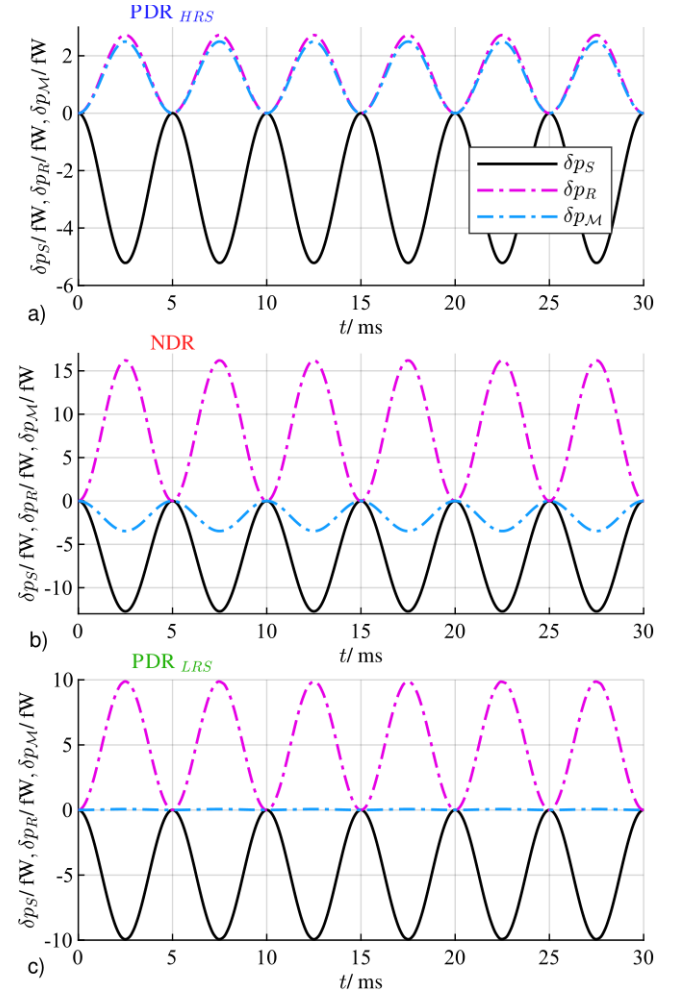 PDR HRS
δpS/ fW, δpR/ fW, δpℳ/ fW
2
0
-2
-4
-6
δpS
δpR
δpℳ
0 5 10 15 20 25 30
t/ ms
a)
NDR
δpS/ fW, δpR/ fW, δpℳ/ fW
15
10
5
0
-5
-10
0 5 10 15 20 25 30
t/ ms
b)
PDR LRS
δpS/ fW, δpR/ fW, δpℳ/ fW
10
5
0
-5
-10
0 5 10 15 20 25 30
t/ ms
c)